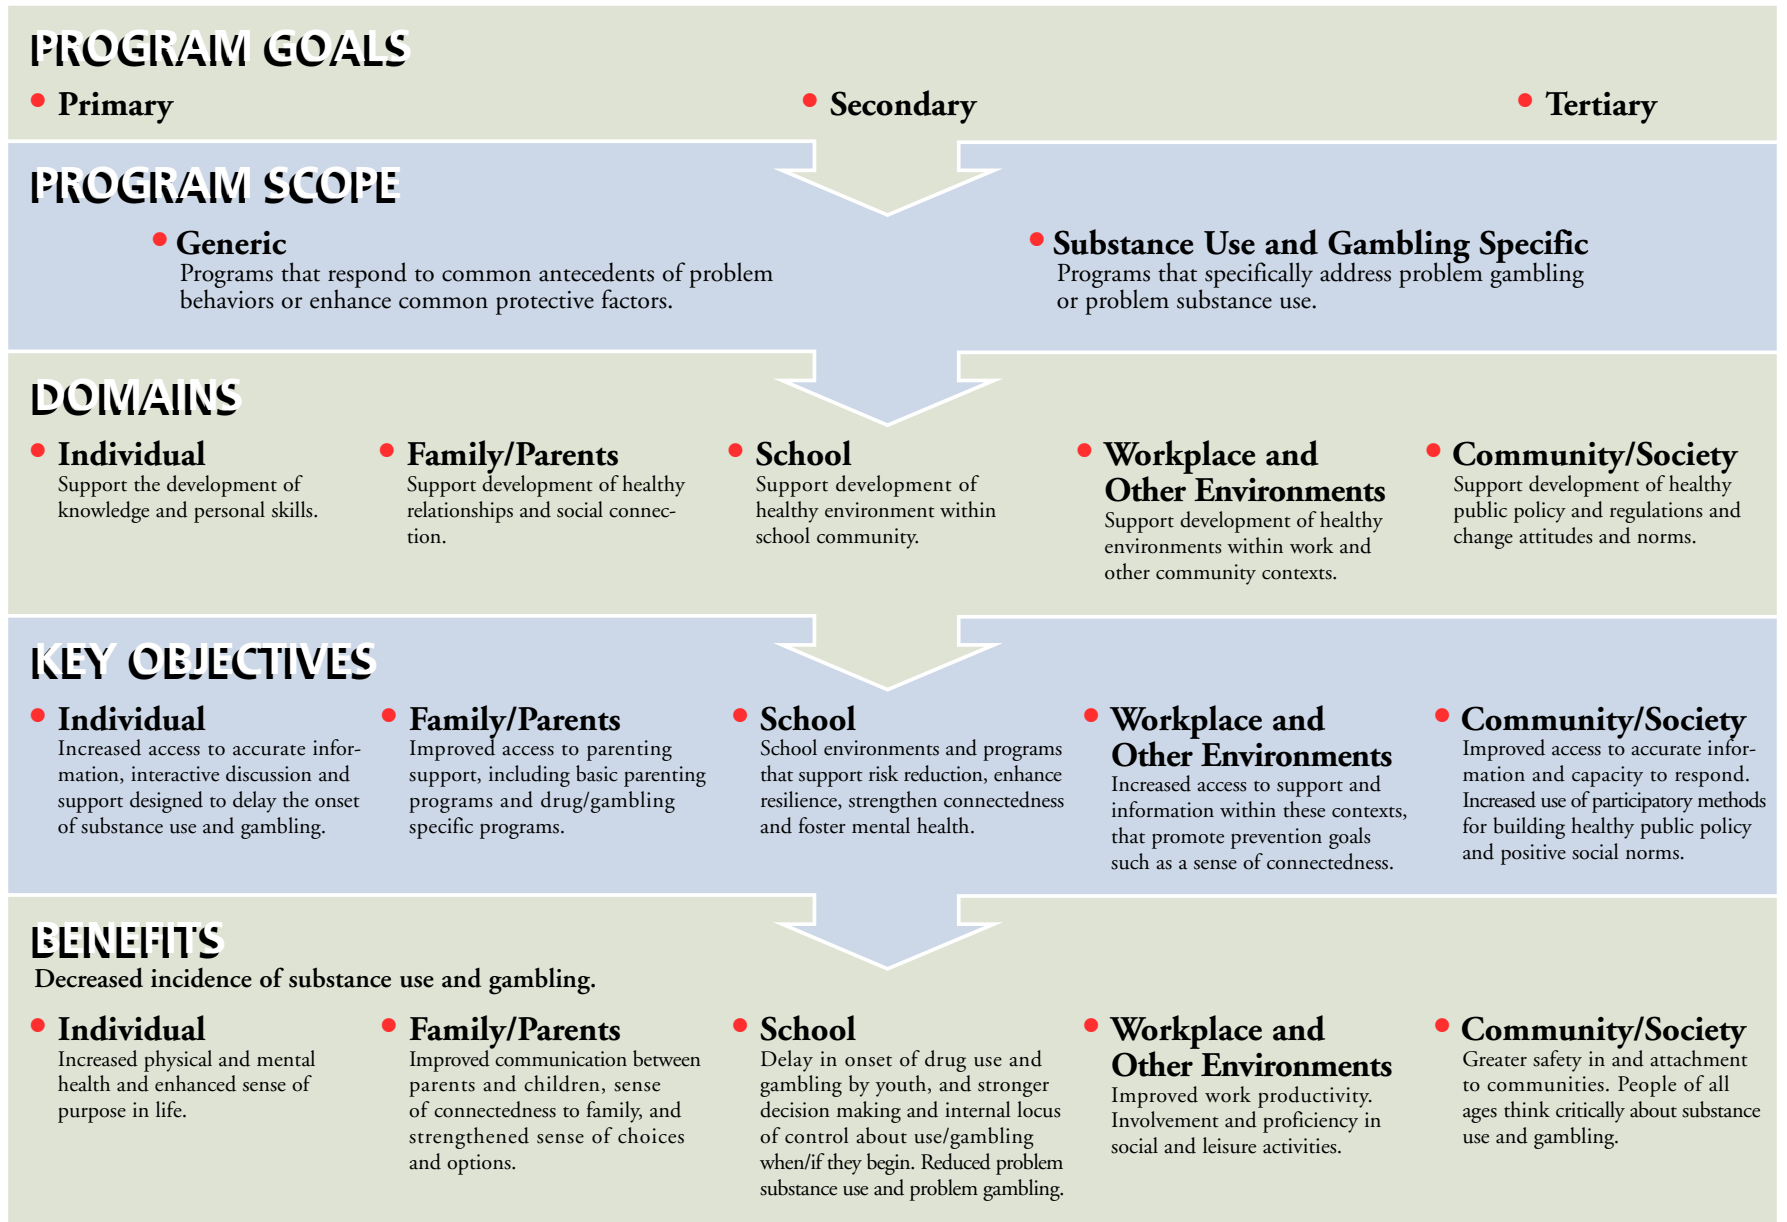 PROGRAM GOALS
• Primary
• Secondary
• Tertiary
PROGRAM SCOPE
• Generic
Programs that respond to common antecedents of problem
behaviors or enhance common protective factors.
• Substance Use and Gambling Specific
Programs that specifically address problem gambling
or problem substance use.
DOMAINS
• Individual
Support the development of
knowledge and personal skills.
• Family/Parents
Support development of healthy
relationships and social connec-
tion.
• School
Support development of
healthy environment within
school community.
• Workplace and
Other Environments
Support development of healthy
environments within work and
other community contexts.
• Community/Society
Support development of healthy
public policy and regulations and
change attitudes and norms.
KEY OBJECTIVES
• Individual
Increased access to accurate infor-
mation, interactive discussion and
support designed to delay the onset
of substance use and gambling.
• Family/Parents
Improved access to parenting
support, including basic parenting
programs and drug/gambling
specific programs.
• School
School environments and programs
that support risk reduction, enhance
resilience, strengthen connectedness
and foster mental health.
• Workplace and
Other Environments
Increased access to support and
information within these contexts,
that promote prevention goals
such as a sense of connectedness.
• Community/Society
Improved access to accurate infor-
mation and capacity to respond.
Increased use of participatory methods
for building healthy public policy
and positive social norms.
BENEFITS
Decreased incidence of substance use and gambling.
• Individual
Increased physical and mental
health and enhanced sense of
purpose in life.
• Family/Parents
Improved communication between
parents and children, sense
of connectedness to family, and
strengthened sense of choices
and options.
• School
Delay in onset of drug use and
gambling by youth, and stronger
decision making and internal locus
of control about use/gambling
when/if they begin. Reduced problem
substance use and problem gambling.
• Workplace and
Other Environments
Improved work productivity.
Involvement and proficiency in
social and leisure activities.
• Community/Society
Greater safety in and attachment
to communities. People of all
ages think critically about substance
use and gambling.